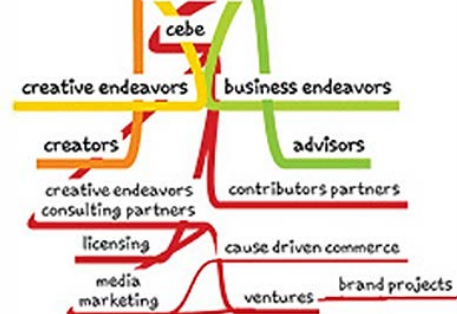 cebe
creative endeavors
business endeavors
creators
advisors
creative endeavors
consulting partners
contributors partners
licensing
cause driven commerce
media
marketing
ventures
brand projects